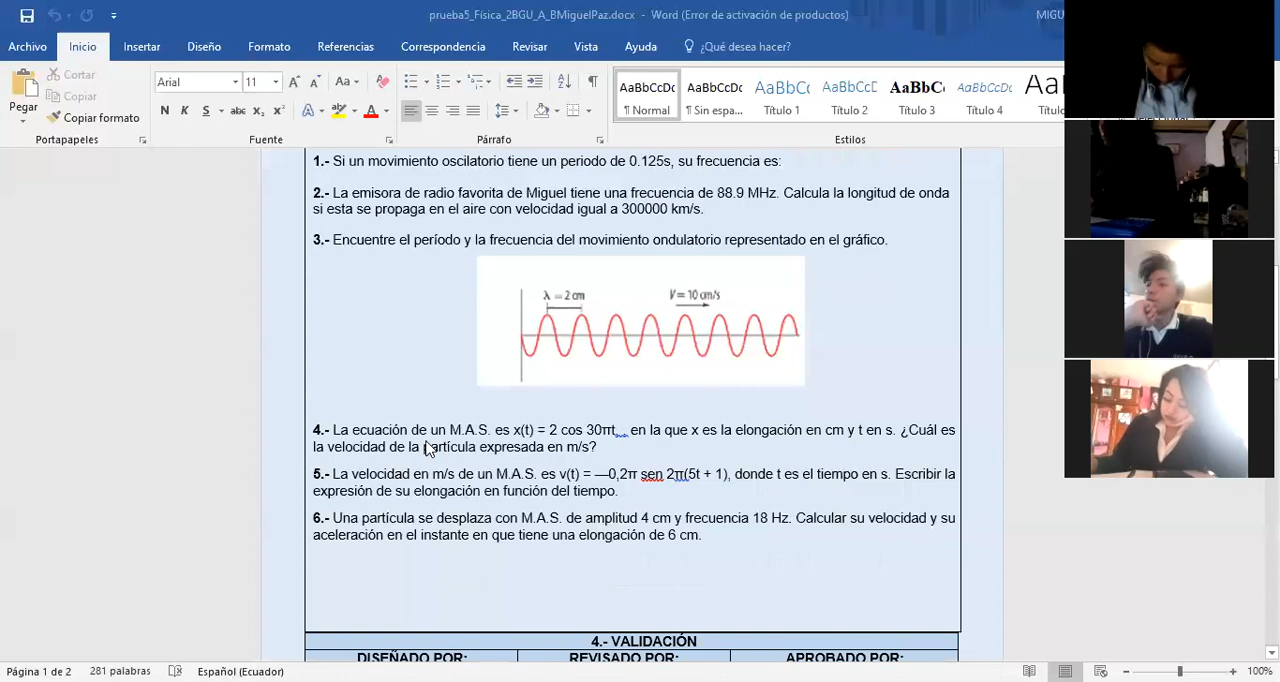 prueba5_Física_2BGU_A_BMiguelPaz.docx - Word (Error de activación de productos)
MIGU
Archivo Inicio Insertar Diseño Formato Referencias Correspondencia Revisar Vista Ayuda ¿Qué desea hacer?
Pegar
Cortar
Copiar
Copiar formato
Portapapeles
Arial 11
Fuente
Párrafo
AaBbCcDc AaBbCcDc AaBbCc AaBbCcD AaBbC AaBbCcD AaB
¶ Normal ¶ Sin espa... Título 1 Título 2 Título 3 Título 4 Título
Estilos
1.- Si un movimiento oscilatorio tiene un periodo de 0.125s, su frecuencia es:
2.- La emisora de radio favorita de Miguel tiene una frecuencia de 88.9 MHz. Calcula la longitud de onda
si esta se propaga en el aire con velocidad igual a 300000 km/s.
3.- Encuentre el período y la frecuencia del movimiento ondulatorio representado en el gráfico.
λ = 2 cm V = 10 cm/s
4.- La ecuación de un M.A.S. es x(t) = 2 cos 30πt, en la que x es la elongación en cm y t en s. ¿Cuál es
la velocidad de la partícula expresada en m/s?
5.- La velocidad en m/s de un M.A.S. es v(t) = —0,2π sen 2π(5t + 1), donde t es el tiempo en s. Escribir la
expresión de su elongación en función del tiempo.
6.- Una partícula se desplaza con M.A.S. de amplitud 4 cm y frecuencia 18 Hz. Calcular su velocidad y su
aceleración en el instante en que tiene una elongación de 6 cm.
4.- VALIDACIÓN
DISEÑADO POR: REVISADO POR: APROBADO POR:
Página 1 de 2 281 palabras Español (Ecuador) 100%